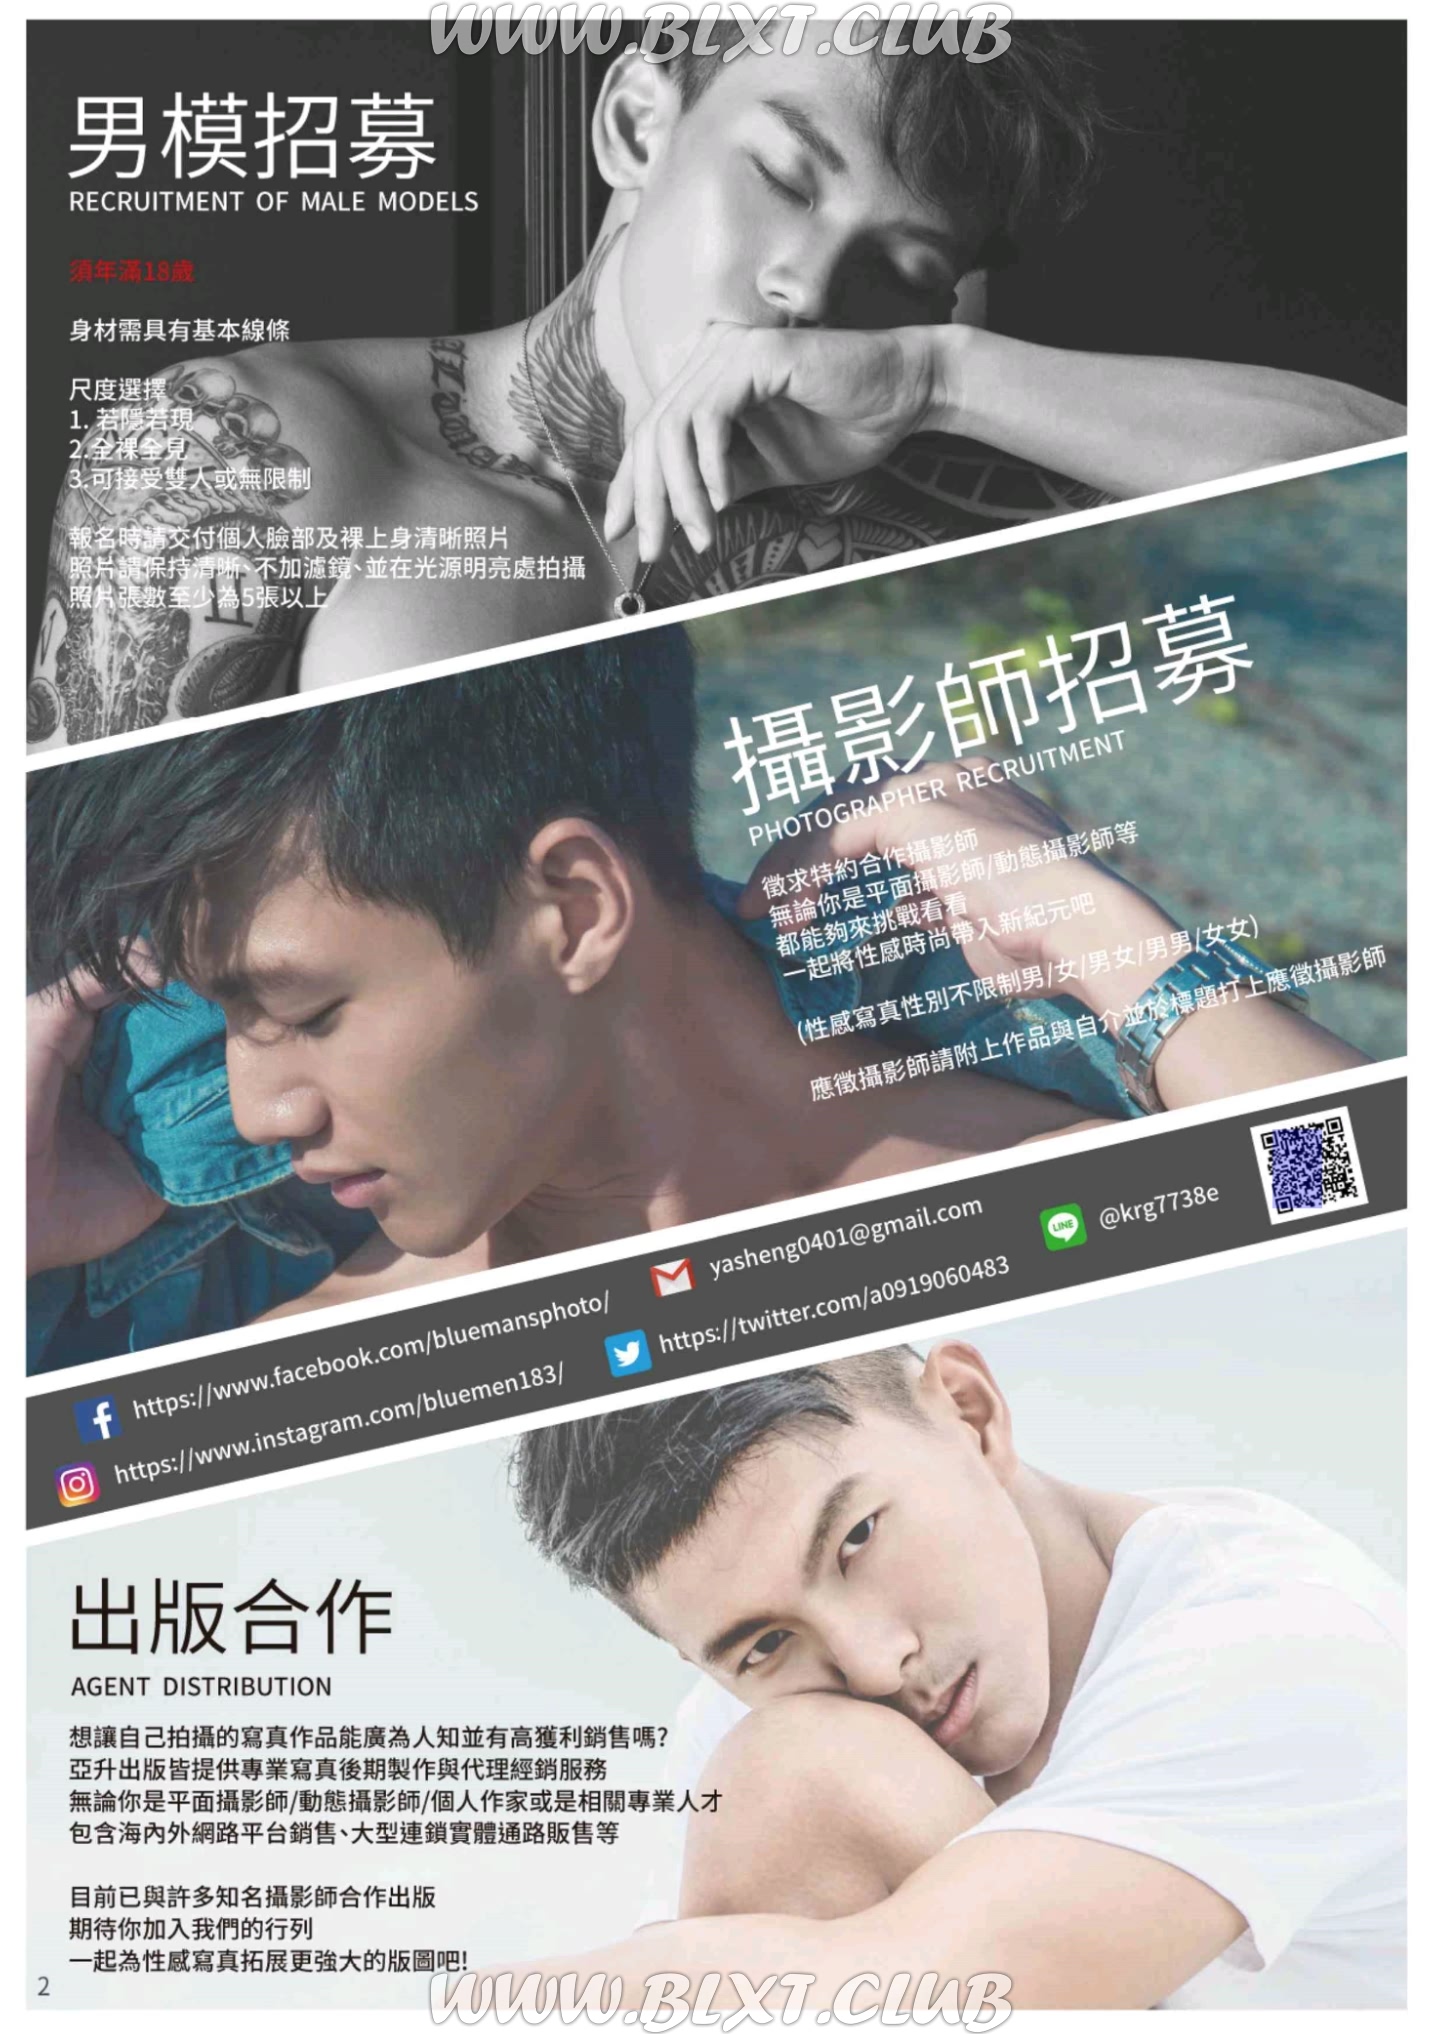 WWW.BLXT.CLUB
男模招募
RECRUITMENT OF MALE MODELS
須年滿18歲
身材需具有基本線條
尺度選擇
1. 若隱若現
2.全裸全見
3.可接受雙人或無限制
報名時請交付個人臉部及裸上身清晰照片
照片請保持清晰、不加濾鏡、並在光源明亮處拍攝
照片張數至少為5張以上
攝影師招募
PHOTOGRAPHER RECRUITMENT
徵求特約合作攝影師
無論你是平面攝影師/動態攝影師等
都能夠來挑戰看看
一起將性感時尚帶入新紀元吧
(性感寫真性別不限制男/女/男女/男男/女女)
應徵攝影師請附上作品與自介並於標題打上應徵攝影師
https://www.facebook.com/bluemansphoto/
yasheng0401@gmail.com
LINE
@krg7738e
https://www.instagram.com/bluemen183/
https://twitter.com/a0919060483
出版合作
AGENT DISTRIBUTION
想讓自己拍攝的寫真作品能廣為人知並有高獲利銷售嗎?
亞升出版皆提供專業寫真後期製作與代理經銷服務
無論你是平面攝影師/動態攝影師/個人作家或是相關專業人才
包含海內外網路平台銷售、大型連鎖實體通路販售等
目前已與許多知名攝影師合作出版
期待你加入我們的行列
一起為性感寫真拓展更強大的版圖吧!
2
WWW.BLXT.CLUB